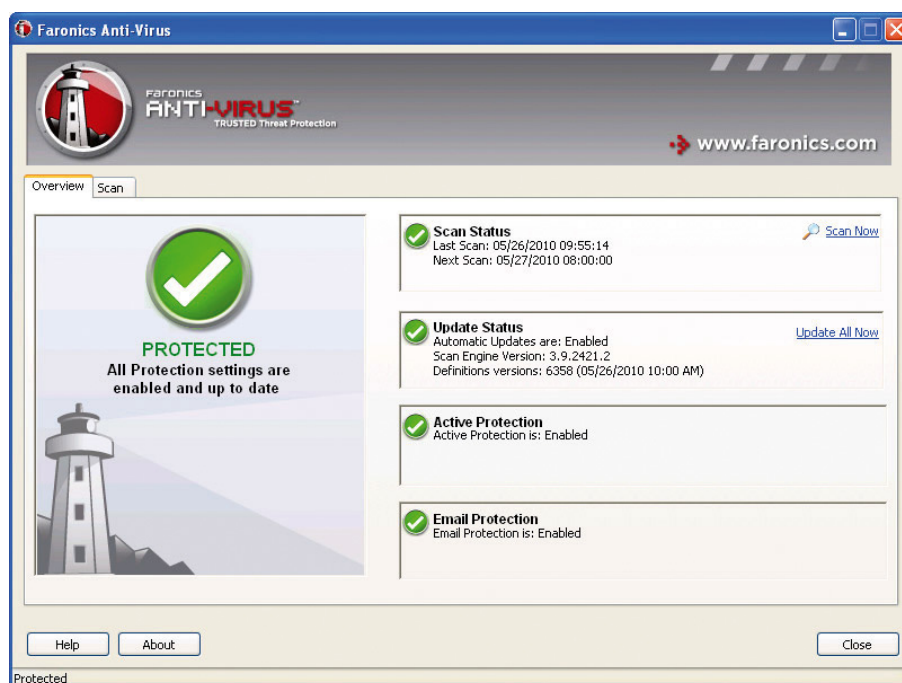 Faronics Anti-Virus
FARONICS
ANTI-VIRUS™
TRUSTED Threat Protection
www.faronics.com
Overview
Scan
PROTECTED
All Protection settings are
enabled and up to date
Scan Status
Last Scan: 05/26/2010 09:55:14
Next Scan: 05/27/2010 08:00:00
Scan Now
Update Status
Automatic Updates are: Enabled
Scan Engine Version: 3.9.2421.2
Definitions versions: 6358 (05/26/2010 10:00 AM)
Update All Now
Active Protection
Active Protection is: Enabled
Email Protection
Email Protection is: Enabled
Help
About
Close
Protected